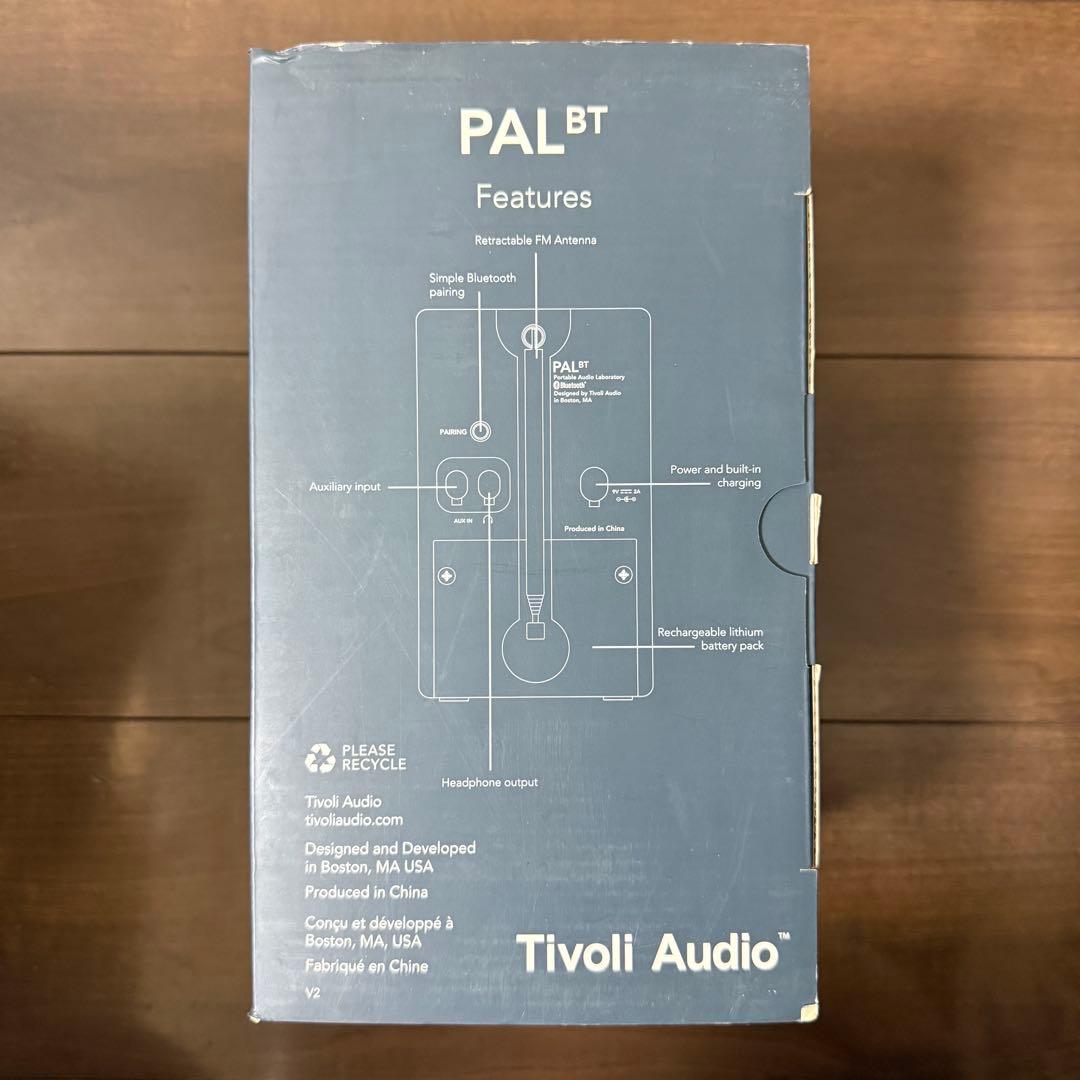 PAL BT
Features
Retractable FM Antenna
Simple Bluetooth
pairing
PAL BT
Portable Audio Laboratory
Bluetooth®
Designed by Tivoli Audio
in Boston, MA
PAIRING
Auxiliary input
Power and built-in
charging
9V 2A
AUX IN
Produced in China
Rechargeable lithium
battery pack
Headphone output
PLEASE
RECYCLE
Tivoli Audio
tivoliaudio.com
Designed and Developed
in Boston, MA USA
Produced in China
Conçu et développé à
Boston, MA, USA
Fabriqué en Chine
V2
Tivoli Audio™